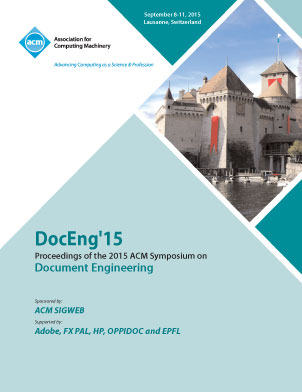 September 8-11, 2015
Lausanne, Switzerland
acm
Association for
Computing Machinery
Advancing Computing as a Science & Profession
DocEng'15
Proceedings of the 2015 ACM Symposium on
Document Engineering
Sponsored by:
ACM SIGWEB
Supported by:
Adobe, FX PAL, HP, OPPIDOC and EPFL